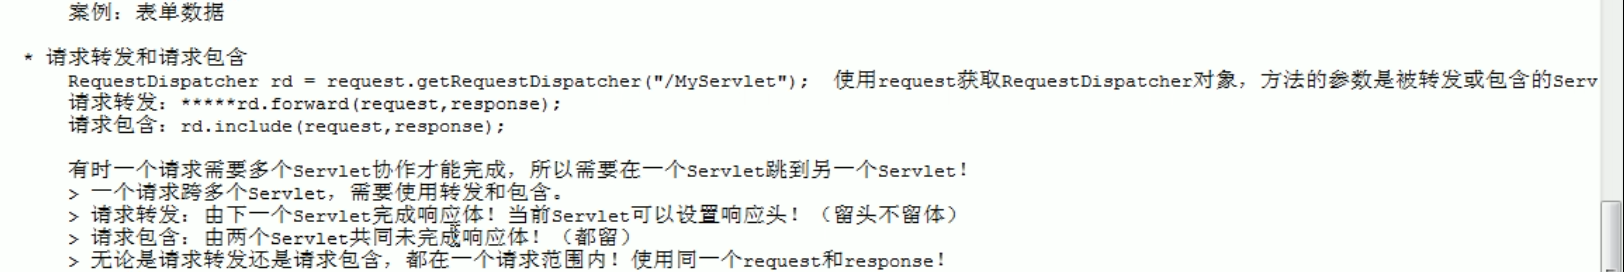 案例：表单数据
* 请求转发和请求包含
RequestDispatcher rd = request.getRequestDispatcher("/MyServlet");  使用request获取RequestDispatcher对象，方法的参数是被转发或包含的Serv
请求转发：*****rd.forward(request,response);
请求包含：rd.include(request,response);
有时一个请求需要多个Servlet协作才能完成，所以需要在一个Servlet跳到另一个Servlet！
> 一个请求跨多个Servlet，需要使用转发和包含。
> 请求转发：由下一个Servlet完成响应体！当前Servlet可以设置响应头！（留头不留体）
> 请求包含：由两个Servlet共同未完成响应体！（都留）
> 无论是请求转发还是请求包含，都在一个请求范围内！使用同一个request和response！